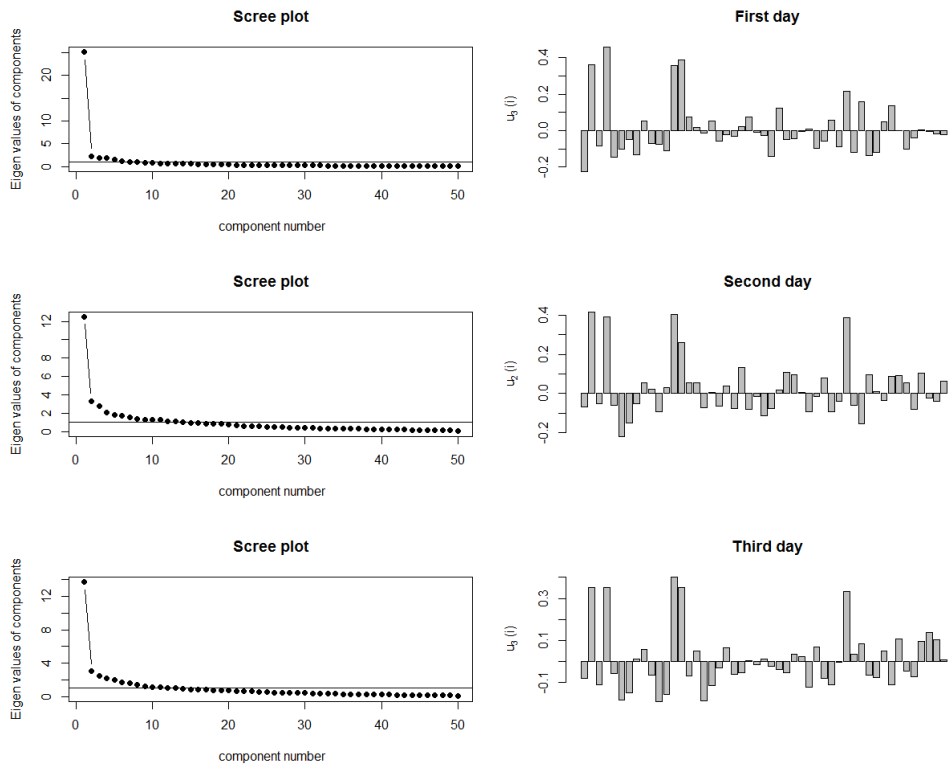 Scree plot
Eigen values of components
20
10
5
0
0
10
20
30
40
50
component number
First day
u3 (i)
0.4
0.2
0.0
-0.2
Scree plot
Eigen values of components
12
8
6
4
2
0
0
10
20
30
40
50
component number
Second day
u2 (i)
0.4
0.2
0.0
-0.2
Scree plot
Eigen values of components
12
8
4
0
0
10
20
30
40
50
component number
Third day
u3 (i)
0.3
0.1
-0.1